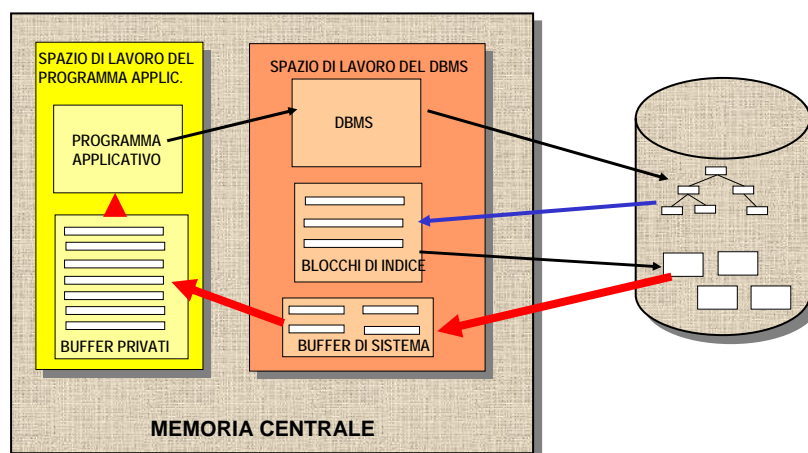 SPAZIO DI LAVORO DEL
PROGRAMMA APPLIC.
SPAZIO DI LAVORO DEL DBMS
PROGRAMMA
APPLICATIVO
DBMS
BLOCCHI DI INDICE
BUFFER PRIVATI
BUFFER DI SISTEMA
MEMORIA CENTRALE